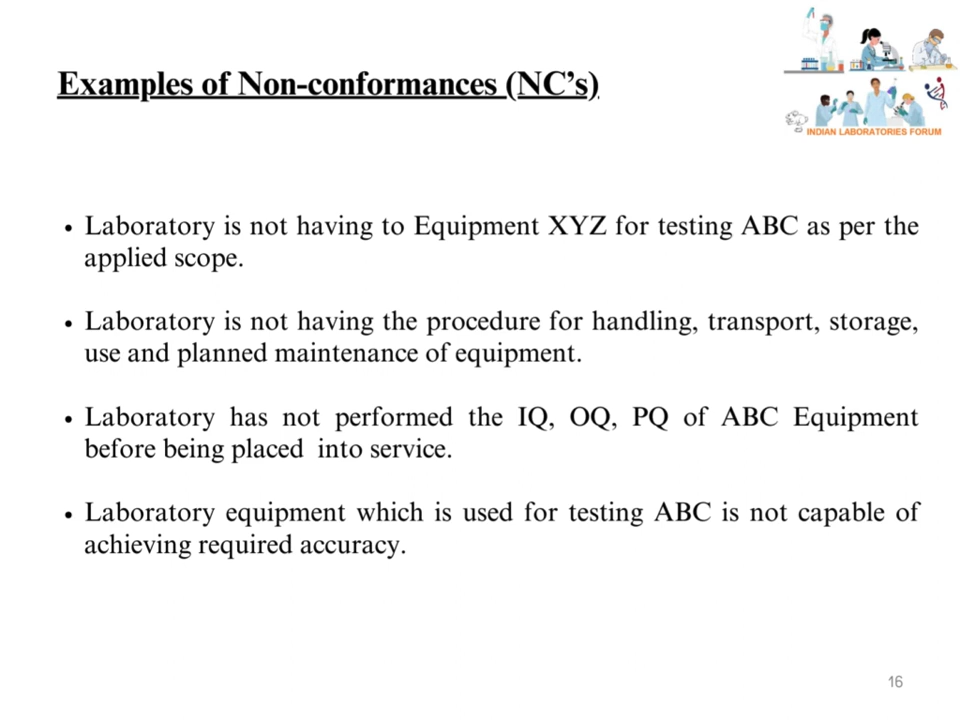 Examples of Non-conformances (NC's)
INDIAN LABORATORIES FORUM
• Laboratory is not having to Equipment XYZ for testing ABC as per the
applied scope.
• Laboratory is not having the procedure for handling, transport, storage,
use and planned maintenance of equipment.
• Laboratory has not performed the IQ, OQ, PQ of ABC Equipment
before being placed into service.
• Laboratory equipment which is used for testing ABC is not capable of
achieving required accuracy.
16